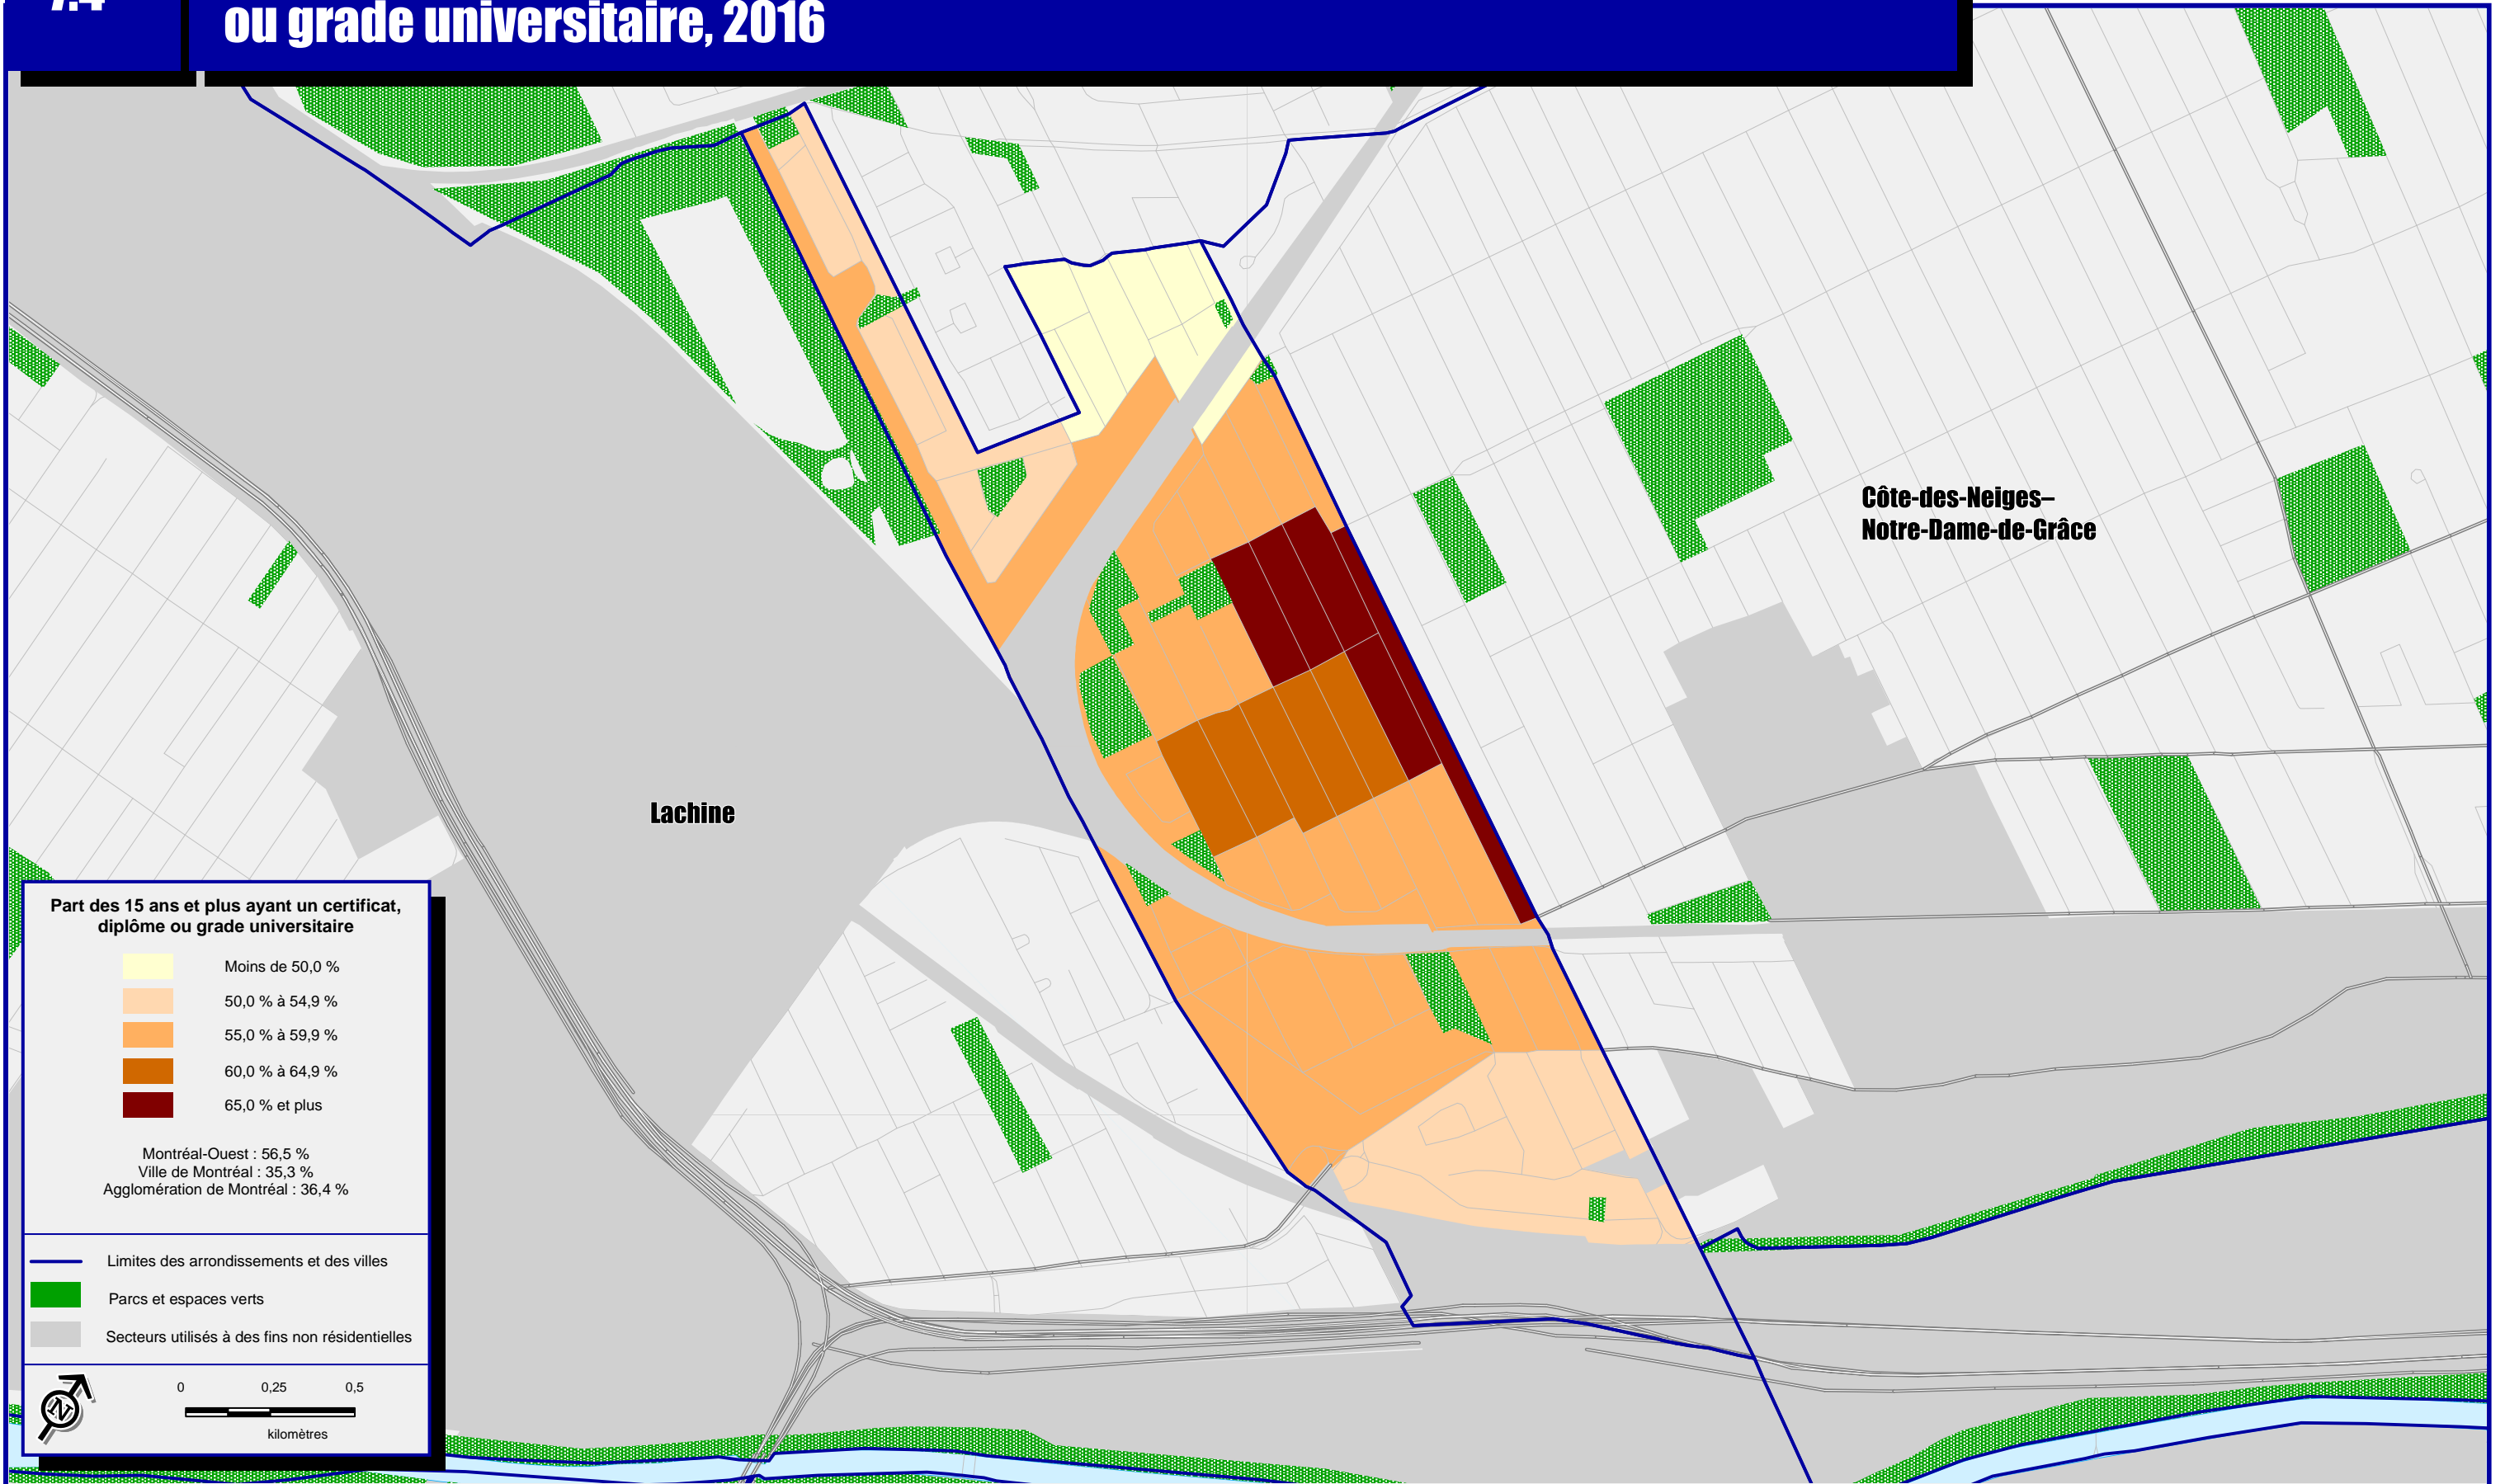 7.4
ou grade universitaire, 2016
Côte-des-Neiges–
Notre-Dame-de-Grâce
Lachine
Part des 15 ans et plus ayant un certificat,
diplôme ou grade universitaire
Moins de 50,0 %
50,0 % à 54,9 %
55,0 % à 59,9 %
60,0 % à 64,9 %
65,0 % et plus
Montréal-Ouest : 56,5 %
Ville de Montréal : 35,3 %
Agglomération de Montréal : 36,4 %
Limites des arrondissements et des villes
Parcs et espaces verts
Secteurs utilisés à des fins non résidentielles
N
0 0,25 0,5
kilomètres